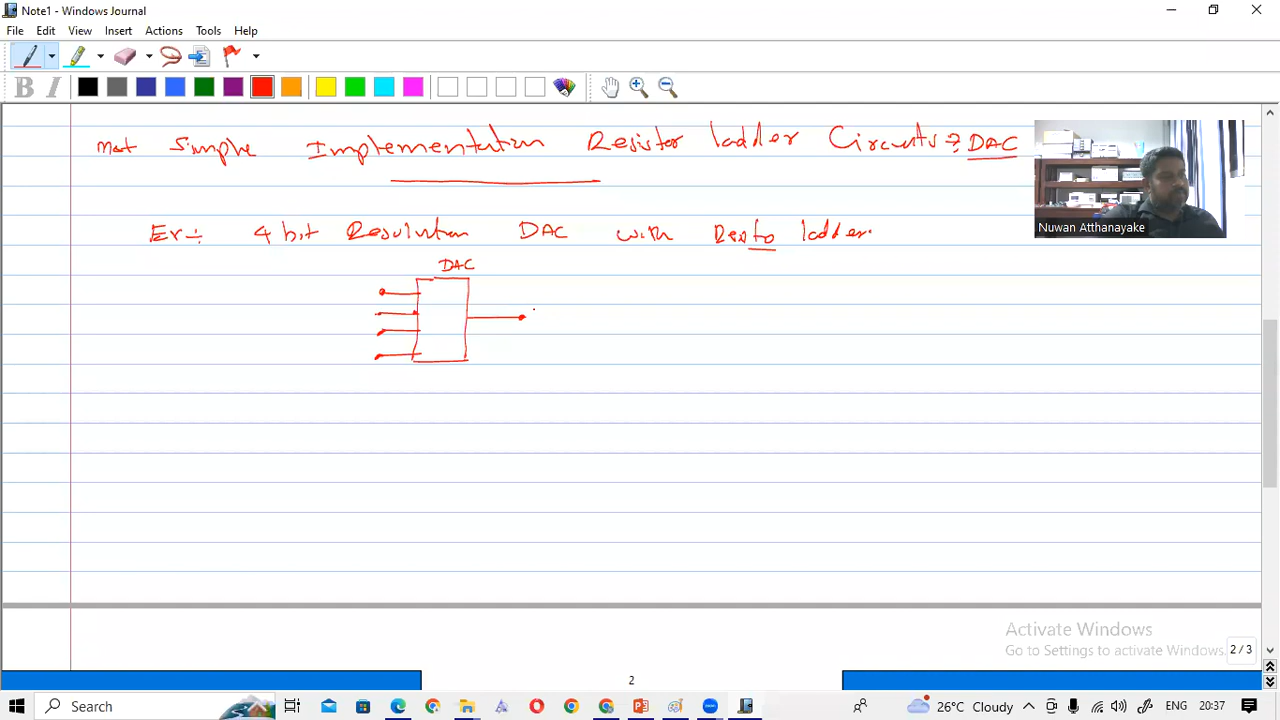 Note1 - Windows Journal
File Edit View Insert Actions Tools Help
B I
Most Simple Implementation Resistor ladder Circuits? DAC
Ex:- 4 bit Resolution DAC with ladder.
DAC
Nuwan Atthanayake
Activate Windows
Go to Settings to activate Windows.
2/3
2
Search
26°C Cloudy
ENG
20:37